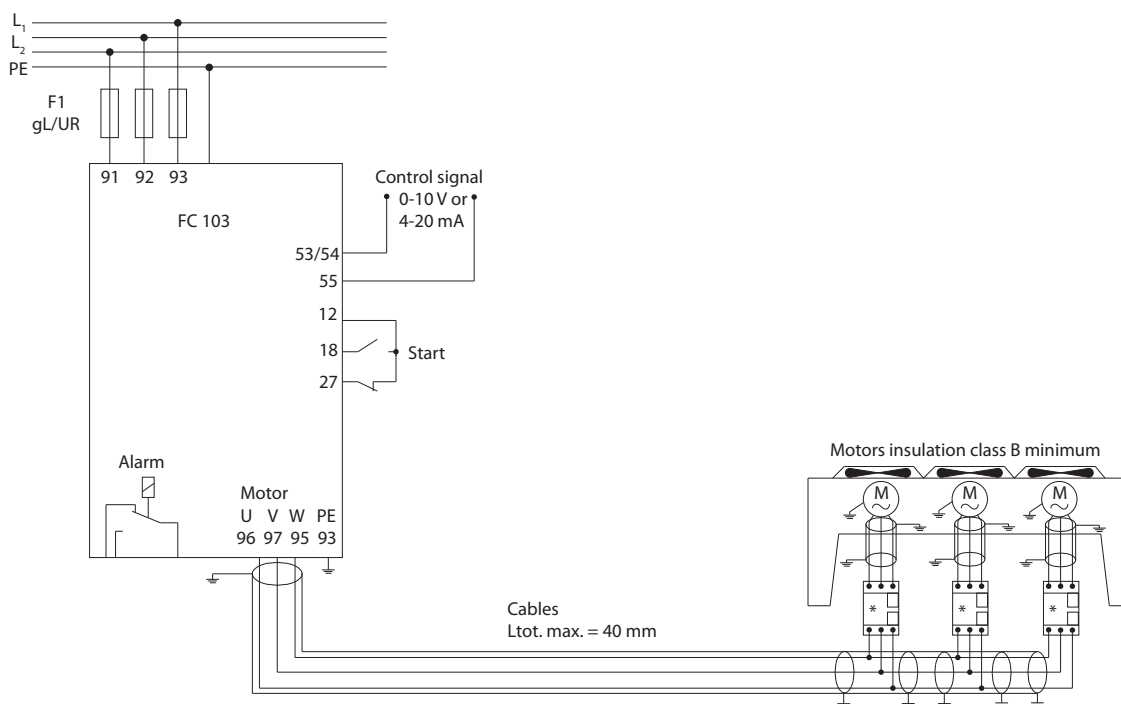 L1
L2
PE
F1
gL/UR
91 92 93
FC 103
Control signal
0-10 V or
4-20 mA
53/54
55
12
18
Start
27
Alarm
Motor
U V W PE
96 97 95 93
Motors insulation class B minimum
M M M
* * *
Cables
Ltot. max. = 40 mm